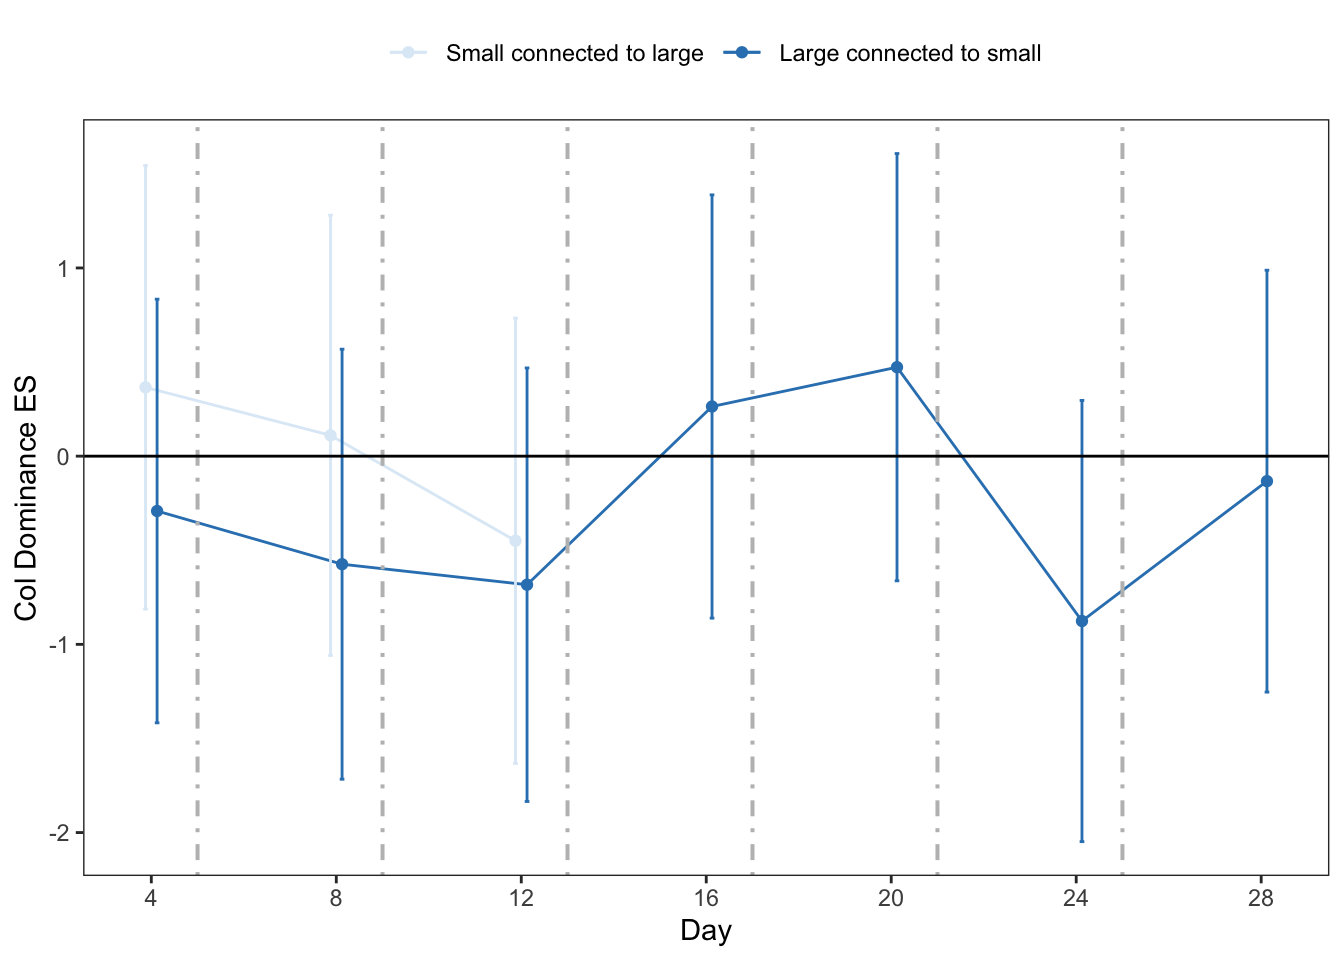 Small connected to large Large connected to small
Col Dominance ES
1
0
-1
-2
4 8 12 16 20 24 28
Day